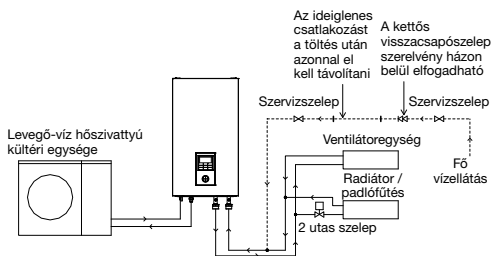 Az ideiglenes
csatlakozást
a töltés után
azonnal el
kell távolítani
A kettős
visszacsapószelep
szerelvény házon
belül elfogadható
Szervizszelep
Szervizszelep
Levegő-víz hőszivattyú
kültéri egysége
Ventilátoregység
Fő
vízellátás
Radiátor /
padlófűtés
2 utas szelep